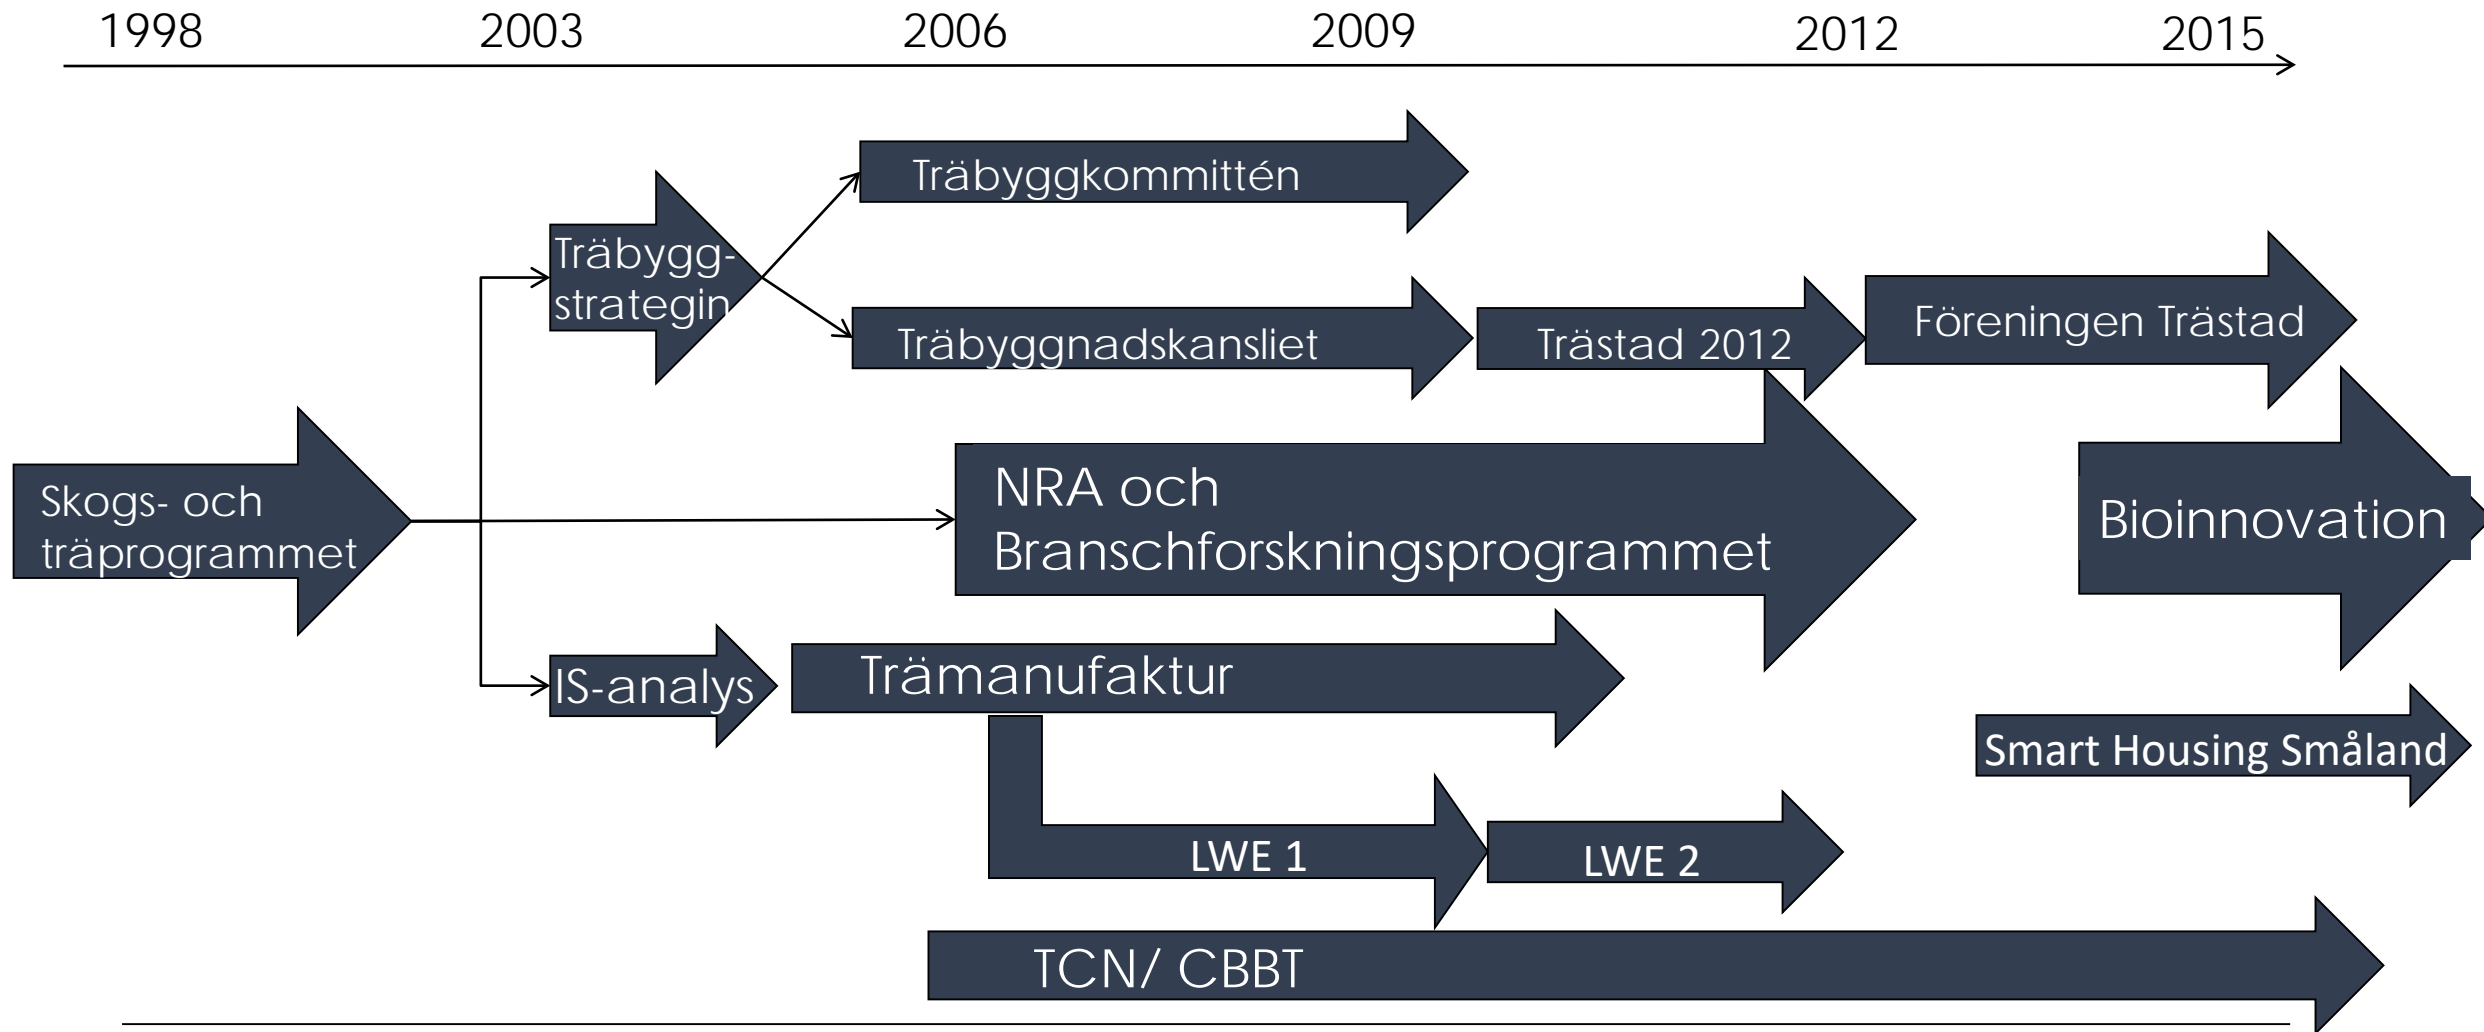 1998 2003 2006 2009 2012 2015
Träbyggkommittén
Träbygg-
strategin
Träbyggnadskansliet
Trästad 2012
Föreningen Trästad
Skogs- och
träprogrammet
NRA och
Branschforskningsprogrammet
Bioinnovation
IS-analys
Trämanufaktur
Smart Housing Småland
LWE 1
LWE 2
TCN/ CBBT